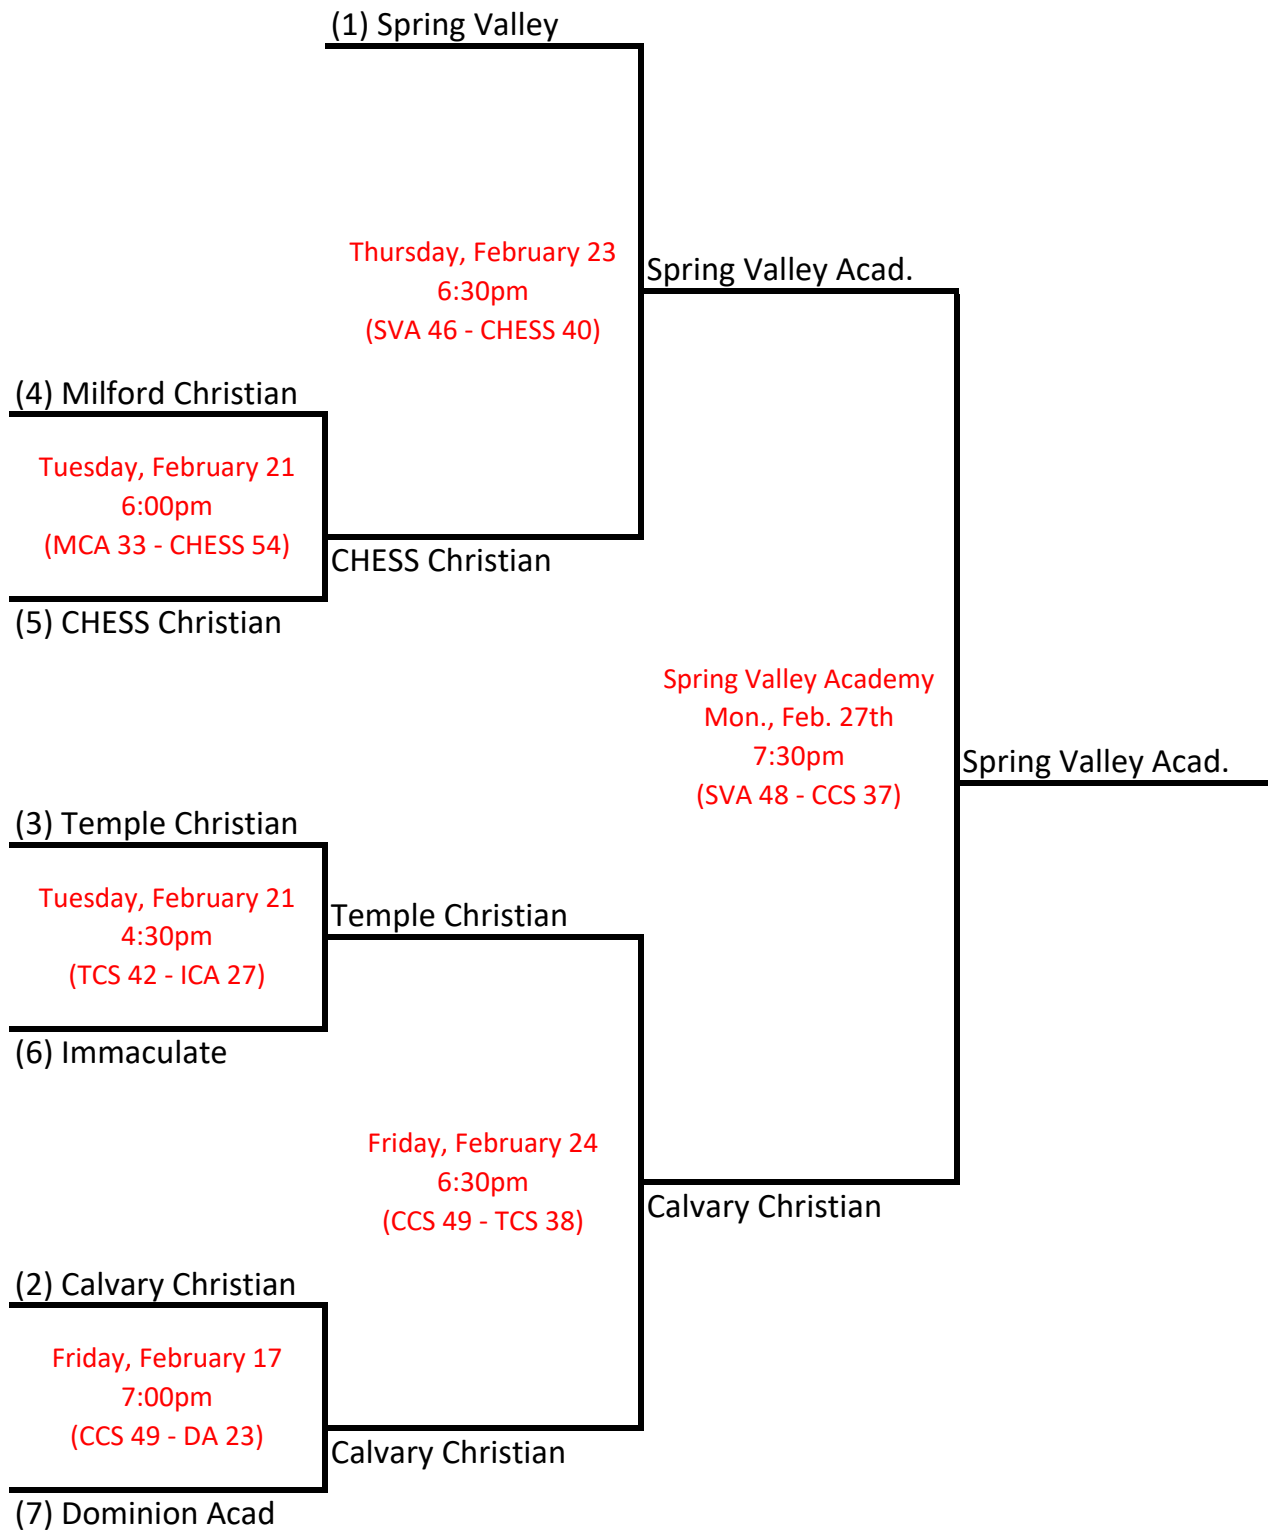 (1) Spring Valley
Thursday, February 23
6:30pm
(SVA 46 - CHESS 40)
Spring Valley Acad.
(4) Milford Christian
Tuesday, February 21
6:00pm
(MCA 33 - CHESS 54)
CHESS Christian
(5) CHESS Christian
Spring Valley Academy
Mon., Feb. 27th
7:30pm
(SVA 48 - CCS 37)
Spring Valley Acad.
(3) Temple Christian
Tuesday, February 21
4:30pm
(TCS 42 - ICA 27)
Temple Christian
(6) Immaculate
Friday, February 24
6:30pm
(CCS 49 - TCS 38)
Calvary Christian
(2) Calvary Christian
Friday, February 17
7:00pm
(CCS 49 - DA 23)
Calvary Christian
(7) Dominion Acad